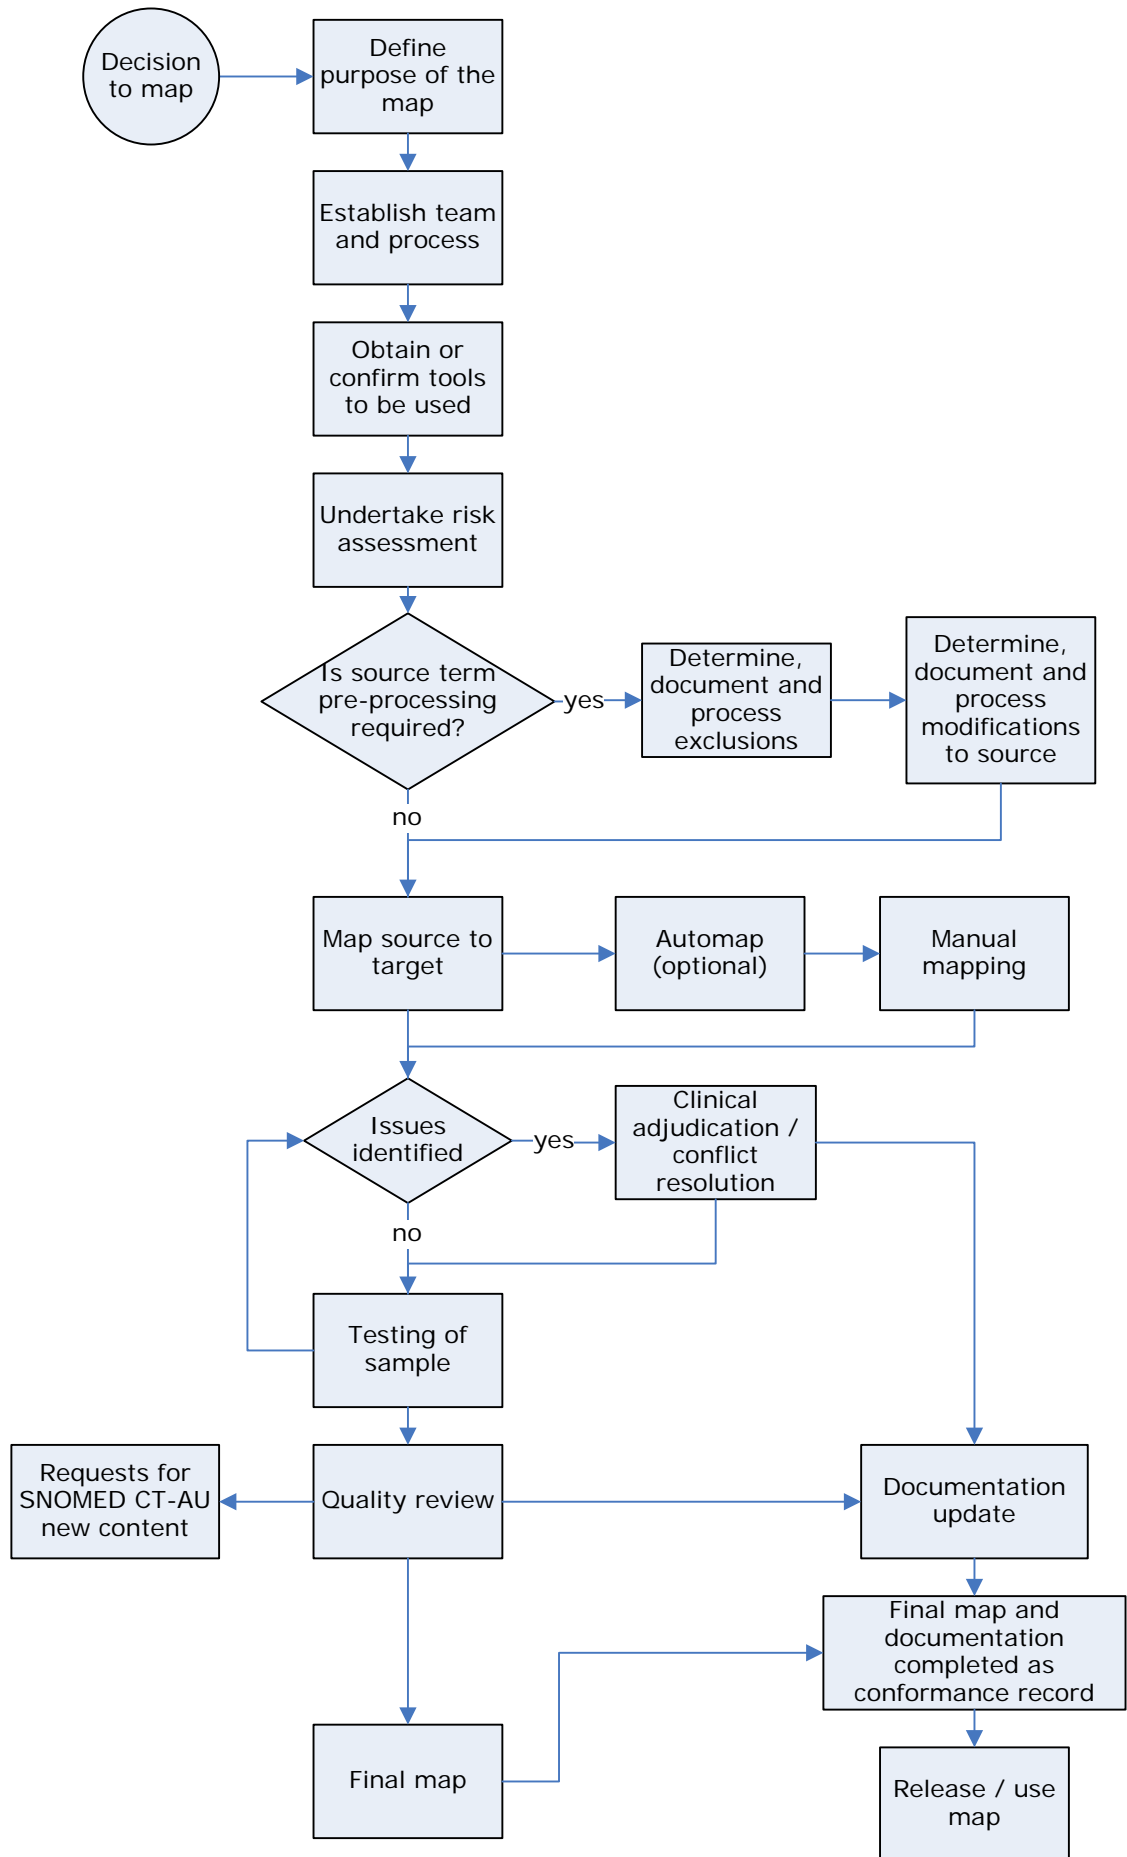 Decision
to map
Define
purpose of the
map
Establish team
and process
Obtain or
confirm tools
to be used
Undertake risk
assessment
Is source term
pre-processing
required?
yes
Determine,
document and
process
exclusions
Determine,
document and
process
modifications
to source
no
Map source to
target
Automap
(optional)
Manual
mapping
Issues
identified
yes
Clinical
adjudication /
conflict
resolution
no
Testing of
sample
Requests for
SNOMED CT-AU
new content
Quality review
Documentation
update
Final map and
documentation
completed as
conformance record
Final map
Release / use
map